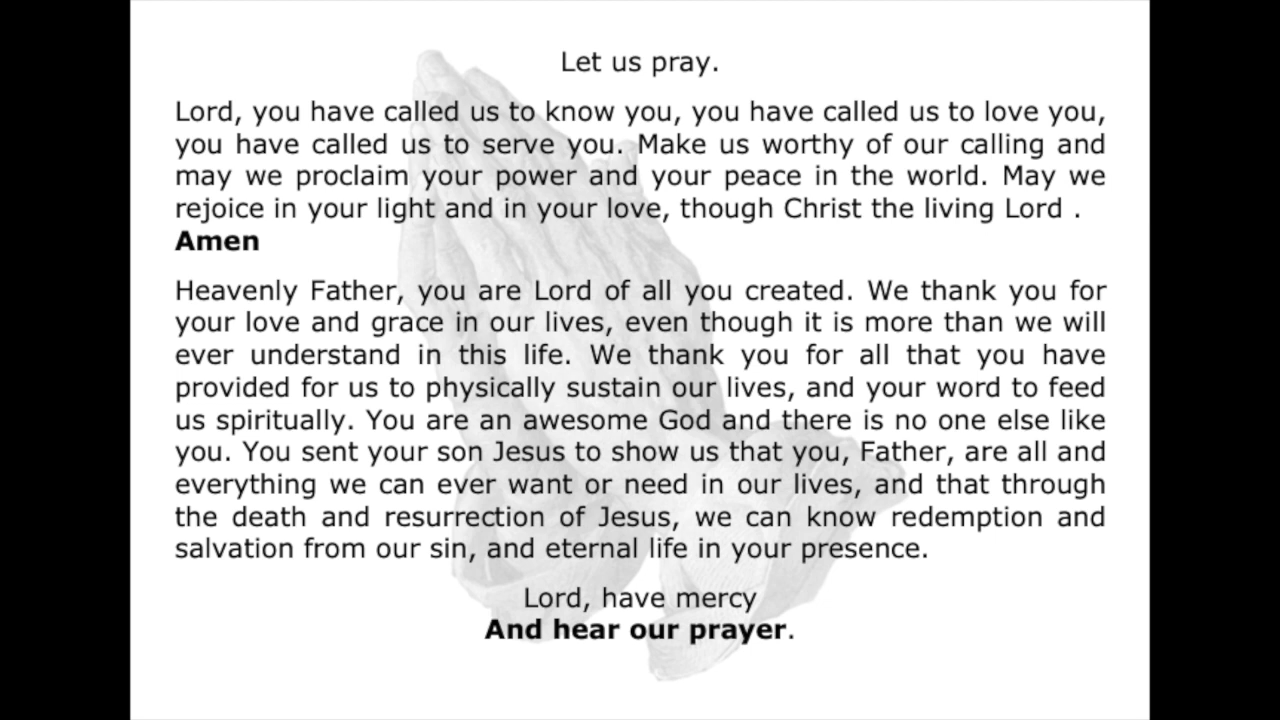 Let us pray.
Lord, you have called us to know you, you have called us to love you,
you have called us to serve you. Make us worthy of our calling and
may we proclaim your power and your peace in the world. May we
rejoice in your light and in your love, though Christ the living Lord .
Amen
Heavenly Father, you are Lord of all you created. We thank you for
your love and grace in our lives, even though it is more than we will
ever understand in this life. We thank you for all that you have
provided for us to physically sustain our lives, and your word to feed
us spiritually. You are an awesome God and there is no one else like
you. You sent your son Jesus to show us that you, Father, are all and
everything we can ever want or need in our lives, and that through
the death and resurrection of Jesus, we can know redemption and
salvation from our sin, and eternal life in your presence.
Lord, have mercy
And hear our prayer.